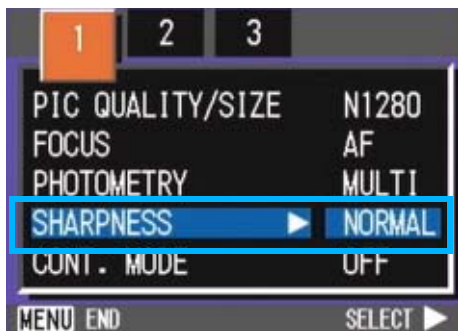 1 2 3
PIC QUALITY/SIZE N1280
FOCUS AF
PHOTOMETRY MULTI
SHARPNESS ▶ NORMAL
CONT. MODE OFF
MENU END SELECT ▶